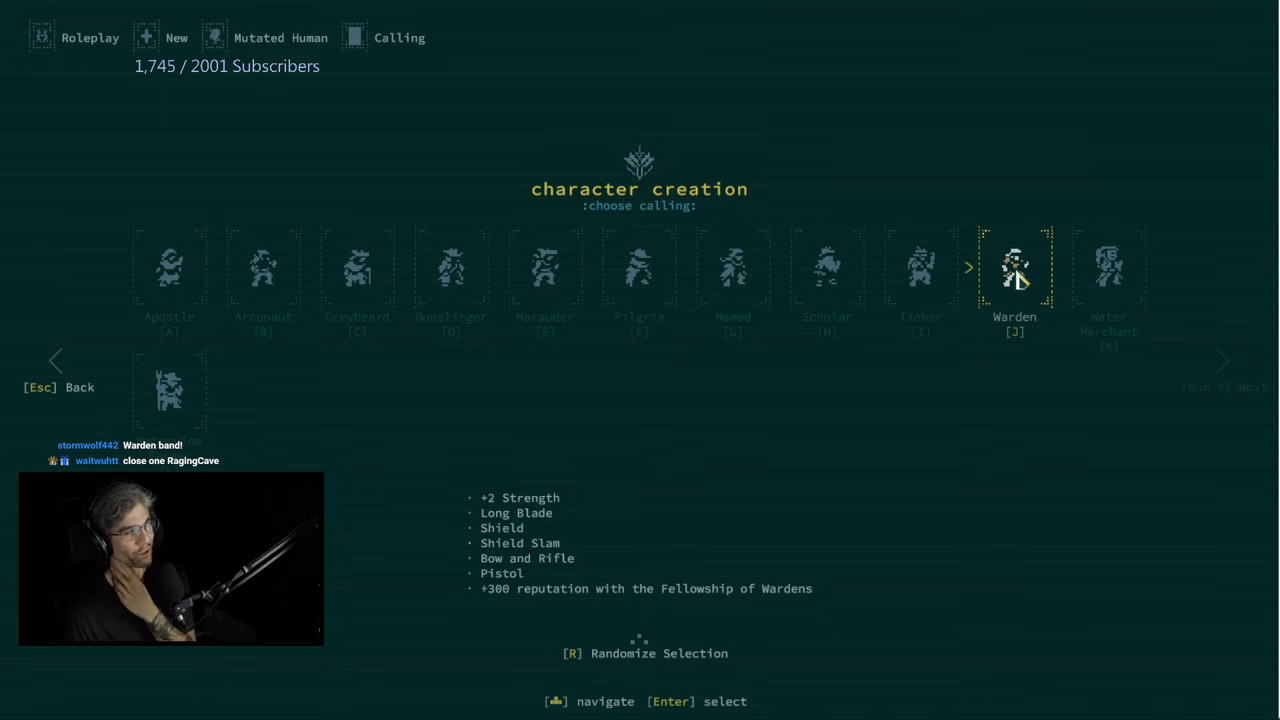 Roleplay New Mutated Human Calling
1,745 / 2001 Subscribers
character creation
:choose calling:
Apostle Arconaut Greybeard Gunslinger Marauder Pilgrim Nomad Scholar Tinker > Warden Water
[A] [B] [C] [D] [E] [F] [G] [H] [I] [J] Merchant
[K]
[Esc] Back
[Num 9] Next
stormwolf442 Warden band!
waitwuhtt close one RagingCave
· +2 Strength
· Long Blade
· Shield
· Shield Slam
· Bow and Rifle
· Pistol
· +300 reputation with the Fellowship of Wardens
[R] Randomize Selection
navigate [Enter] select